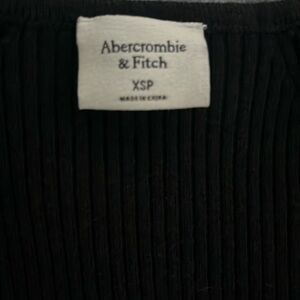 Abercrombie
& Fitch
XSP
MADE IN CHINA